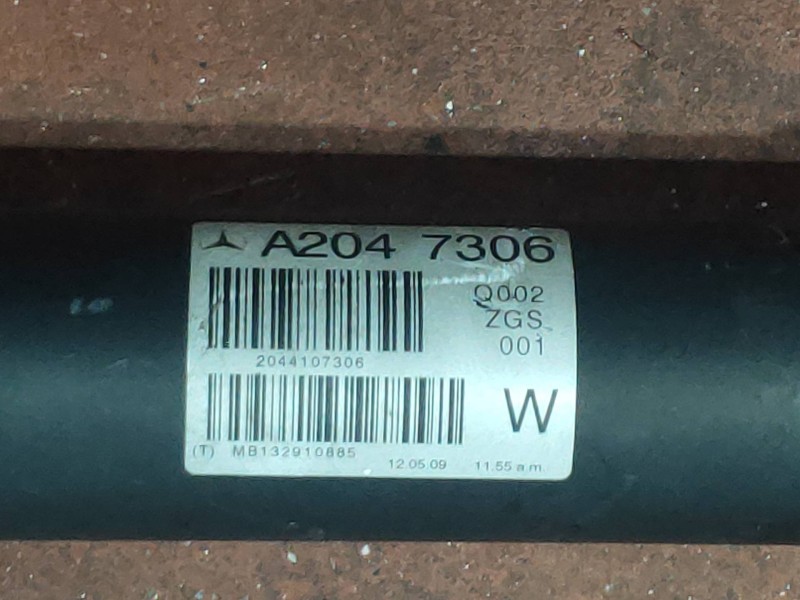 A204 7306
Q002
ZGS
001
2044107306
W
(T) MB132910885
12.05.09 11.55 a.m.